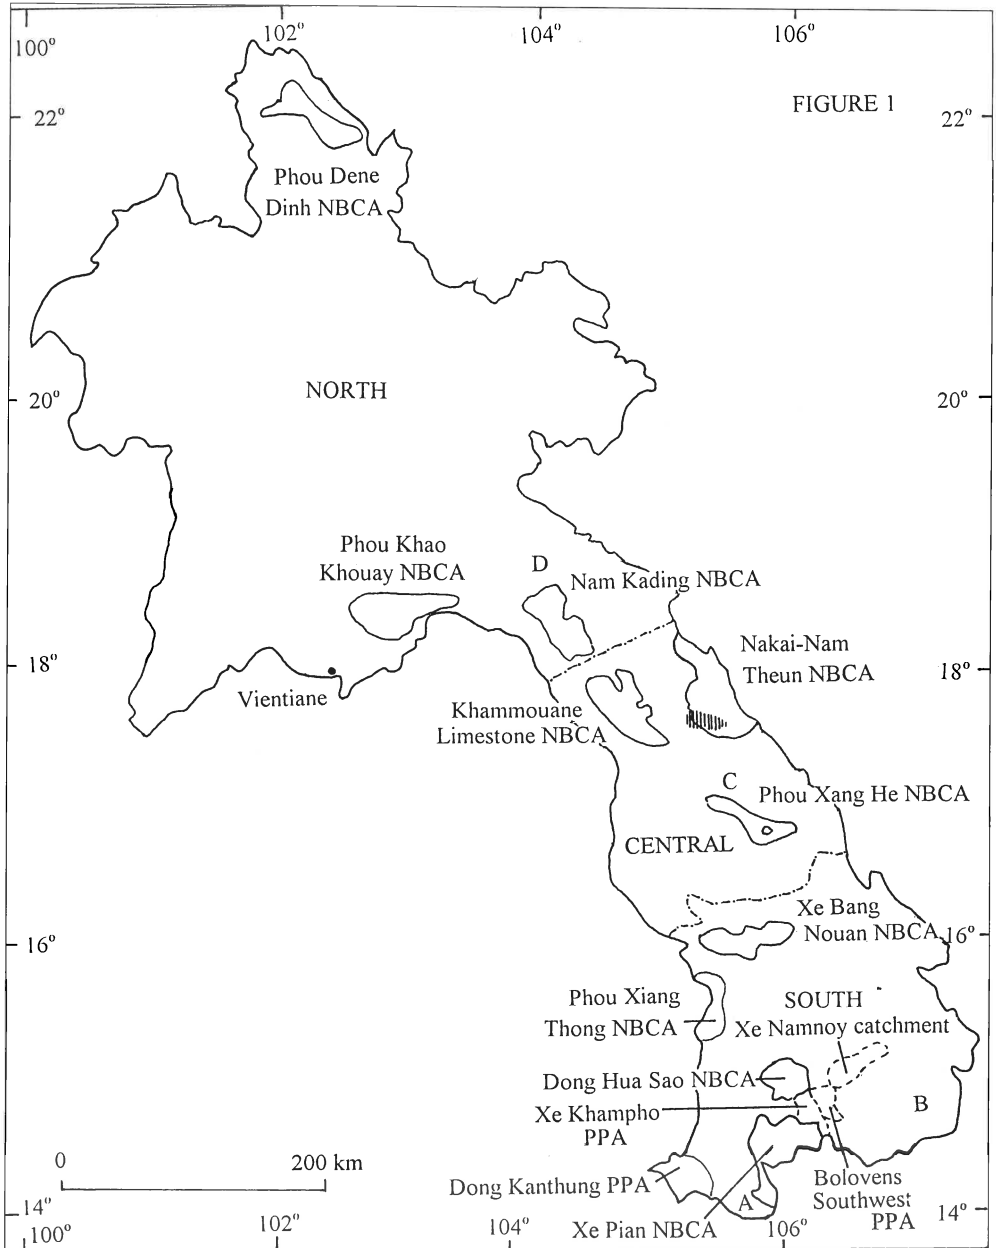 100°
102°
104°
106°
FIGURE 1
22°
22°
Phou Dene
Dinh NBCA
NORTH
20°
20°
Phou Khao
Khouay NBCA
D
Nam Kading NBCA
Nakai-Nam
Theun NBCA
18°
18°
Vientiane
Khammouane
Limestone NBCA
C
Phou Xang He NBCA
CENTRAL
Xe Bang
Nouan NBCA
16°
16°
Phou Xiang
Thong NBCA
SOUTH
Xe Namnoy catchment
Dong Hua Sao NBCA
Xe Khampho
PPA
B
0
200 km
Dong Kanthung PPA
A
Bolovens
Southwest
PPA
Xe Pian NBCA
14°
14°
100°
102°
104°
106°